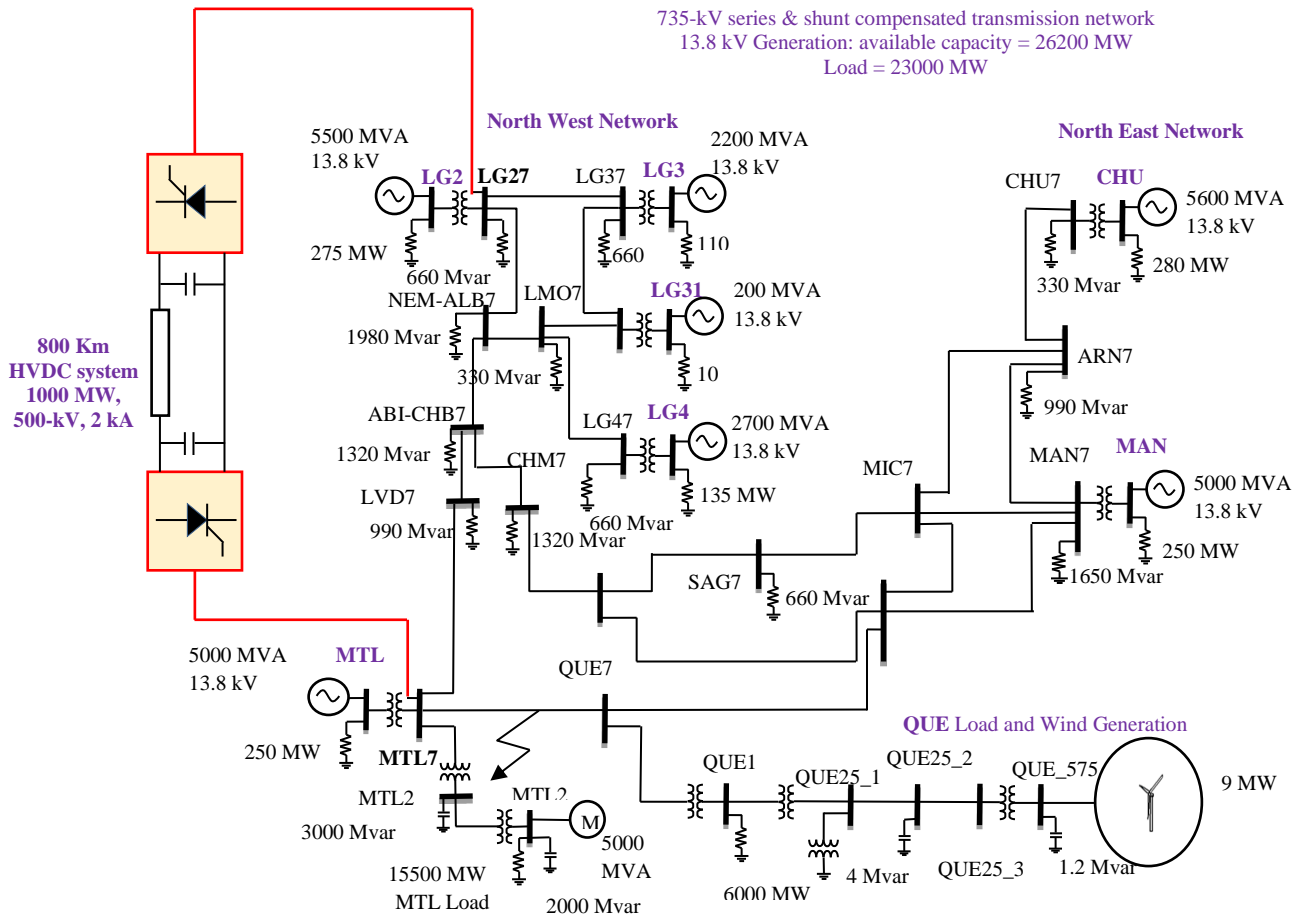 735-kV series & shunt compensated transmission network
13.8 kV Generation: available capacity = 26200 MW
Load = 23000 MW
North West Network
North East Network
5500 MVA
13.8 kV
LG2
LG27
LG37
LG3
2200 MVA
13.8 kV
CHU7
CHU
5600 MVA
13.8 kV
275 MW
660 Mvar
660
110
330 Mvar
280 MW
NEM-ALB7
LMO7
LG31
200 MVA
13.8 kV
1980 Mvar
330 Mvar
10
ARN7
990 Mvar
800 Km
HVDC system
1000 MW,
500-kV, 2 kA
ABI-CHB7
1320 Mvar
CHM7
LG47
LG4
2700 MVA
13.8 kV
135 MW
660 Mvar
LVD7
990 Mvar
1320 Mvar
MIC7
MAN7
MAN
5000 MVA
13.8 kV
250 MW
1650 Mvar
SAG7
660 Mvar
5000 MVA
13.8 kV
MTL
250 MW
MTL7
QUE7
QUE Load and Wind Generation
MTL2
3000 Mvar
MTL2
M
5000
MVA
15500 MW
MTL Load
2000 Mvar
QUE1
6000 MW
QUE25_1
4 Mvar
QUE25_2
QUE25_3
QUE_575
1.2 Mvar
9 MW